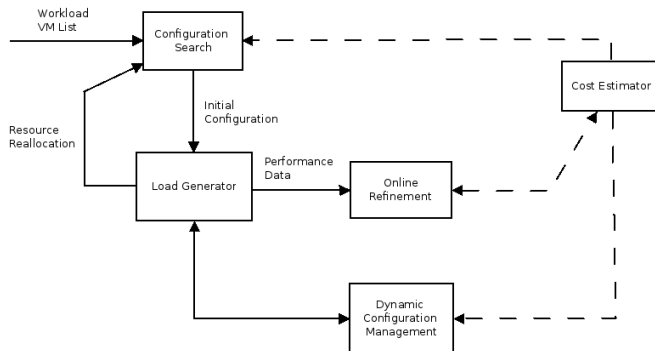 Workload
VM List
Configuration
Search
Cost Estimator
Initial
Configuration
Resource
Reallocation
Load Generator
Performance
Data
Online
Refinement
Dynamic
Configuration
Management